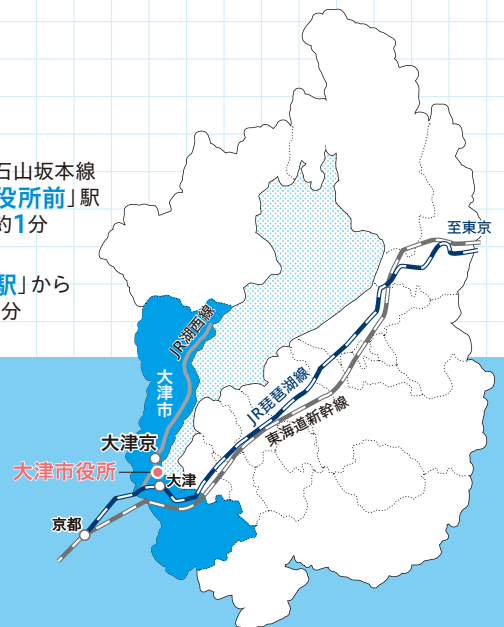 石山坂本線
役所前」駅
約1分
駅」から
分
至東京
JR湖西線
大津市
JR琵琶湖線
東海道新幹線
大津京
大津市役所
大津
京都